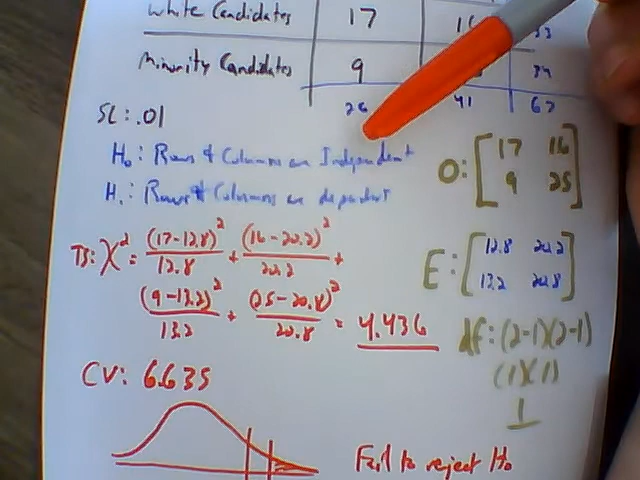 White Candidates 17 16 33
Minority Candidates 9 34
26 41 67
SL: .01
H₀: Rows & Columns are Independent
H₁: Rows & Columns are dependent
O: [17 16
9 25]
TS: χ² = (17-12.8)²/12.8 + (16-20.2)²/20.2 +
(9-13.2)²/13.2 + (25-20.8)²/20.8 = 4.436
E: [12.8 20.2
13.2 20.8]
df: (2-1)(2-1)
(1)(1)
1
CV: 6.635
Fail to reject H₀